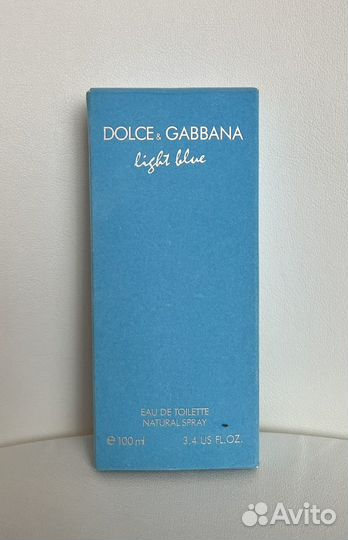 DOLCE & GABBANA
light blue
EAU DE TOILETTE
NATURAL SPRAY
℮ 100 ml 3.4 US FL.OZ.
Avito